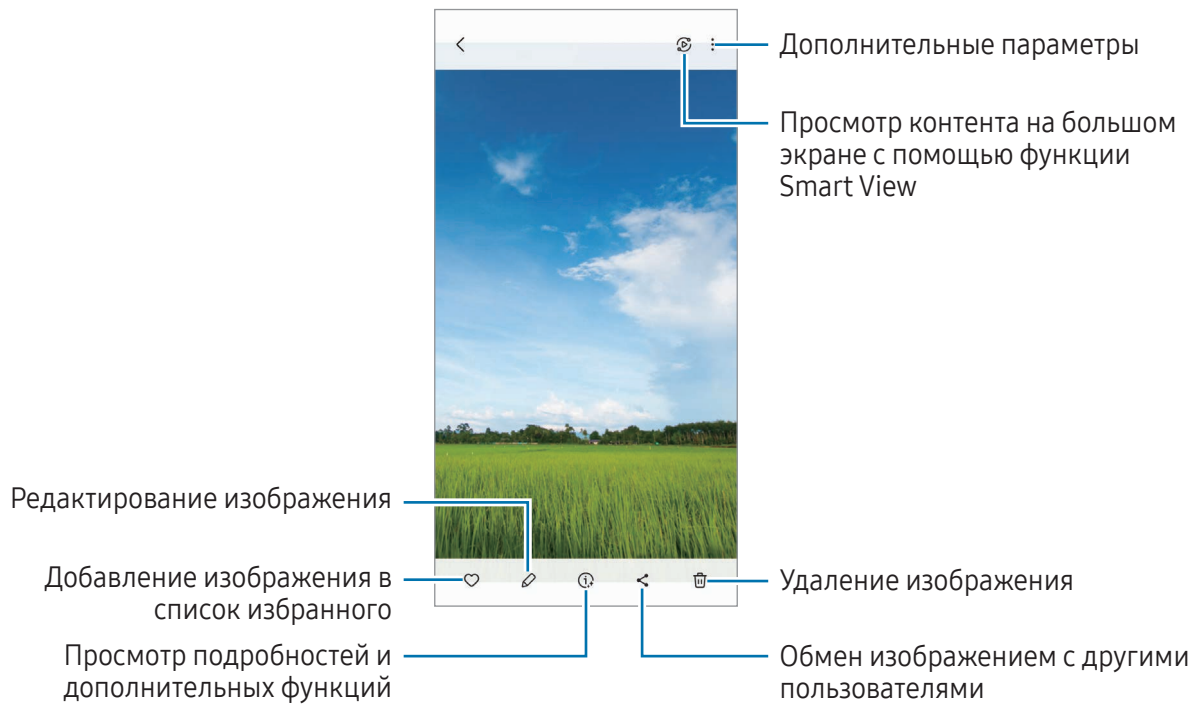 Дополнительные параметры
Просмотр контента на большом
экране с помощью функции
Smart View
Редактирование изображения
Добавление изображения в
список избранного
Просмотр подробностей и
дополнительных функций
Удаление изображения
Обмен изображением с другими
пользователями